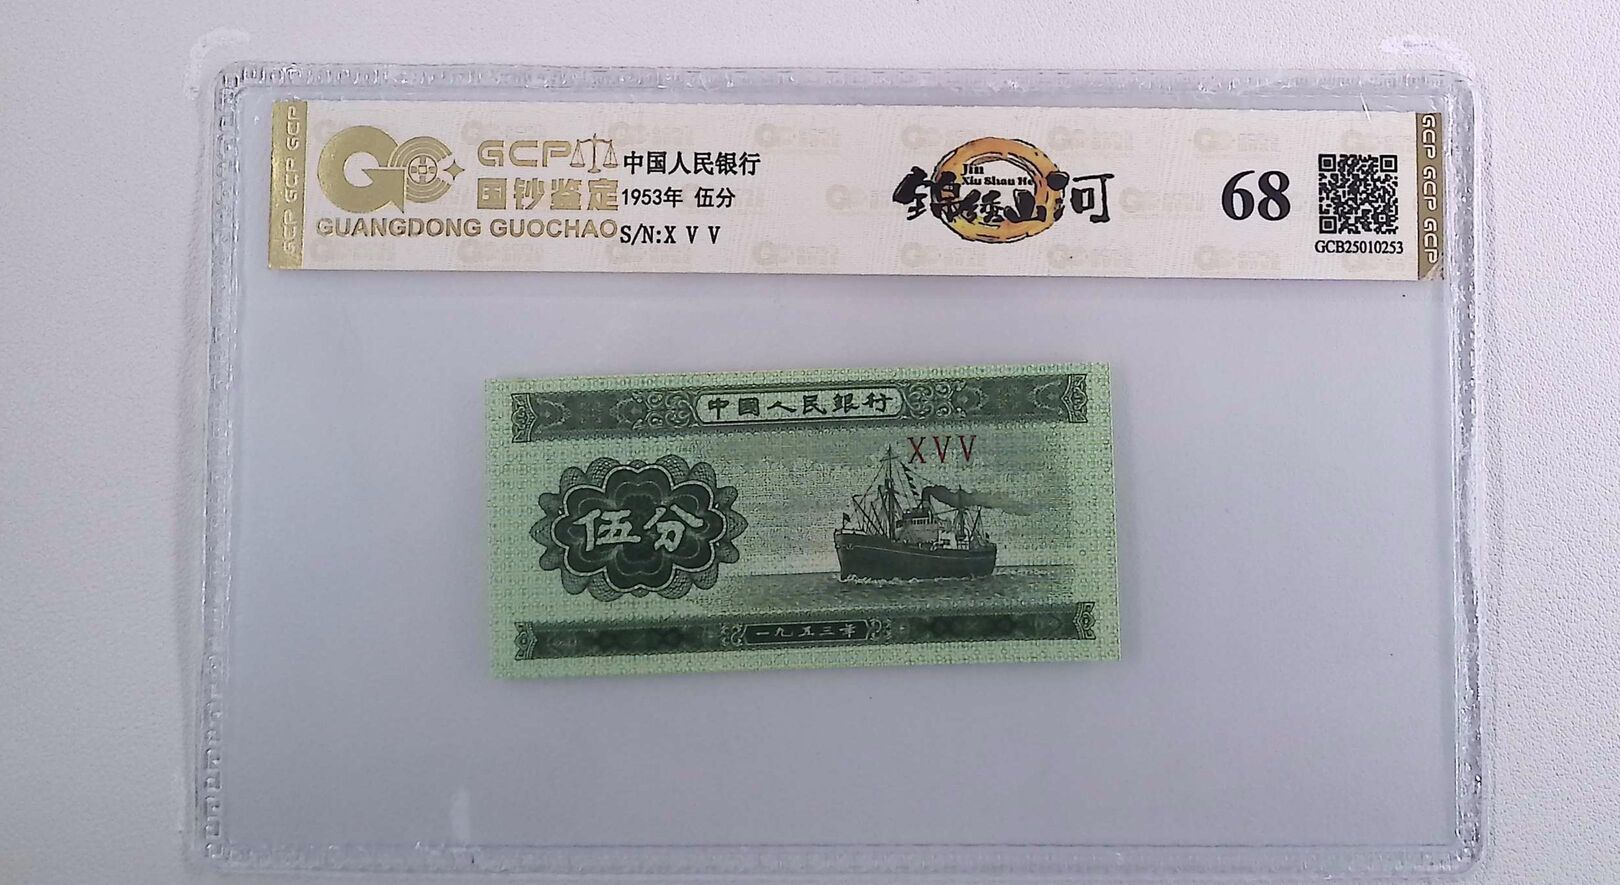 GCP GCP GCP
GCP
国钞鉴定
GUANGDONG GUOCHAO
中国人民银行
1953年 伍分
S/N:X V V
Jin
Xiu Shan He
锦绣山河
68
GCB25010253
GCP GCP GCP
中國人民銀行
XVV
伍分
一九五三年